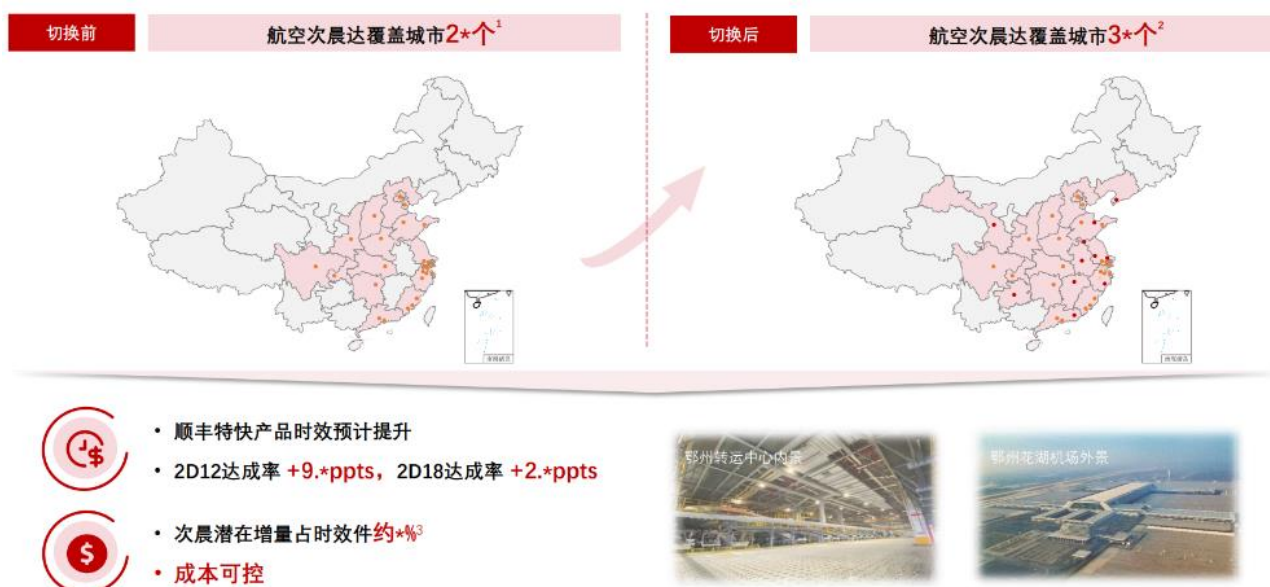 切换前
航空次晨达覆盖城市2*个1
切换后
航空次晨达覆盖城市3*个2
• 顺丰特快产品时效预计提升
• 2D12达成率 +9.*ppts，2D18达成率 +2.*ppts
• 次晨潜在增量占时效件约*%3
• 成本可控
鄂州转运中心内景
鄂州花湖机场外景